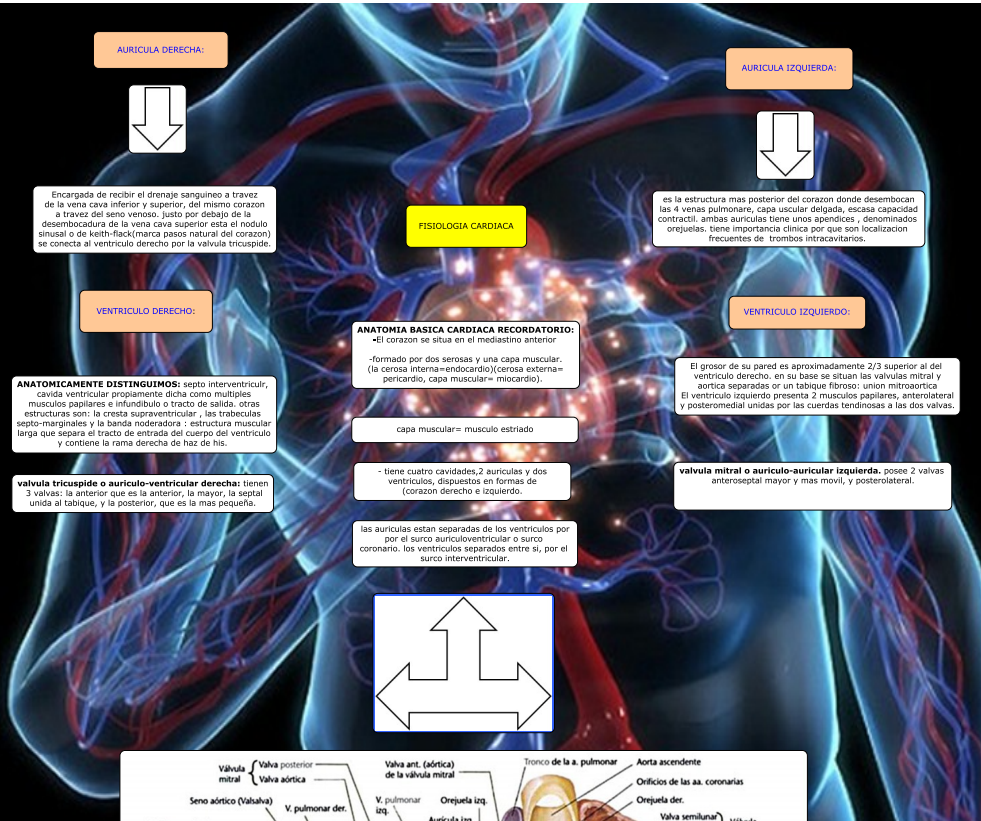 AURICULA DERECHA:
AURICULA IZQUIERDA:
Encargada de recibir el drenaje sanguineo a travez
de la vena cava inferior y superior, del mismo corazon
a travez del seno venoso. justo por debajo de la
desembocadura de la vena cava superior esta el nodulo
sinusal o de keith-flack(marca pasos natural del corazon)
se conecta al ventriculo derecho por la valvula tricuspide.
FISIOLOGIA CARDIACA
es la estructura mas posterior del corazon donde desembocan
las 4 venas pulmonare, capa uscular delgada, escasa capacidad
contractil. ambas auriculas tiene unos apendices , denominados
orejuelas. tiene importancia clinica por que son localizacion
frecuentes de trombos intracavitarios.
VENTRICULO DERECHO:
VENTRICULO IZQUIERDO:
ANATOMIA BASICA CARDIACA RECORDATORIO:
-El corazon se situa en el mediastino anterior
-formado por dos serosas y una capa muscular.
(la cerosa interna=endocardio)(cerosa externa=
pericardio, capa muscular= miocardio).
ANATOMICAMENTE DISTINGUIMOS: septo interventriculr,
cavida ventricular propiamente dicha como multiples
musculos papilares e infundibulo o tracto de salida. otras
estructuras son: la cresta supraventricular , las trabeculas
septo-marginales y la banda noderadora : estructura muscular
larga que separa el tracto de entrada del cuerpo del ventriculo
y contiene la rama derecha de haz de his.
El grosor de su pared es aproximadamente 2/3 superior al del
ventriculo derecho. en su base se situan las valvulas mitral y
aortica separadas or un tabique fibroso: union mitroaortica
El ventriculo izquierdo presenta 2 musculos papilares, anterolateral
y posteromedial unidas por las cuerdas tendinosas a las dos valvas.
capa muscular= musculo estriado
valvula tricuspide o auriculo-ventricular derecha: tienen
3 valvas: la anterior que es la anterior, la mayor, la septal
unida al tabique, y la posterior, que es la mas pequeña.
- tiene cuatro cavidades,2 auriculas y dos
ventriculos, dispuestos en formas de
(corazon derecho e izquierdo.
valvula mitral o auriculo-auricular izquierda. posee 2 valvas
anteroseptal mayor y mas movil, y posterolateral.
las auriculas estan separadas de los ventriculos por
por el surco auriculoventricular o surco
coronario. los ventriculos separados entre si, por el
surco interventricular.
Válvula mitral
Valva posterior
Valva aórtica
Valva ant. (aórtica)
de la válvula mitral
Tronco de la a. pulmonar
Aorta ascendente
Orificios de las aa. coronarias
Seno aórtico (Valsalva)
V. pulmonar der.
V. pulmonar
izq.
Orejuela izq.
Orejuela der.
Valva semilunar